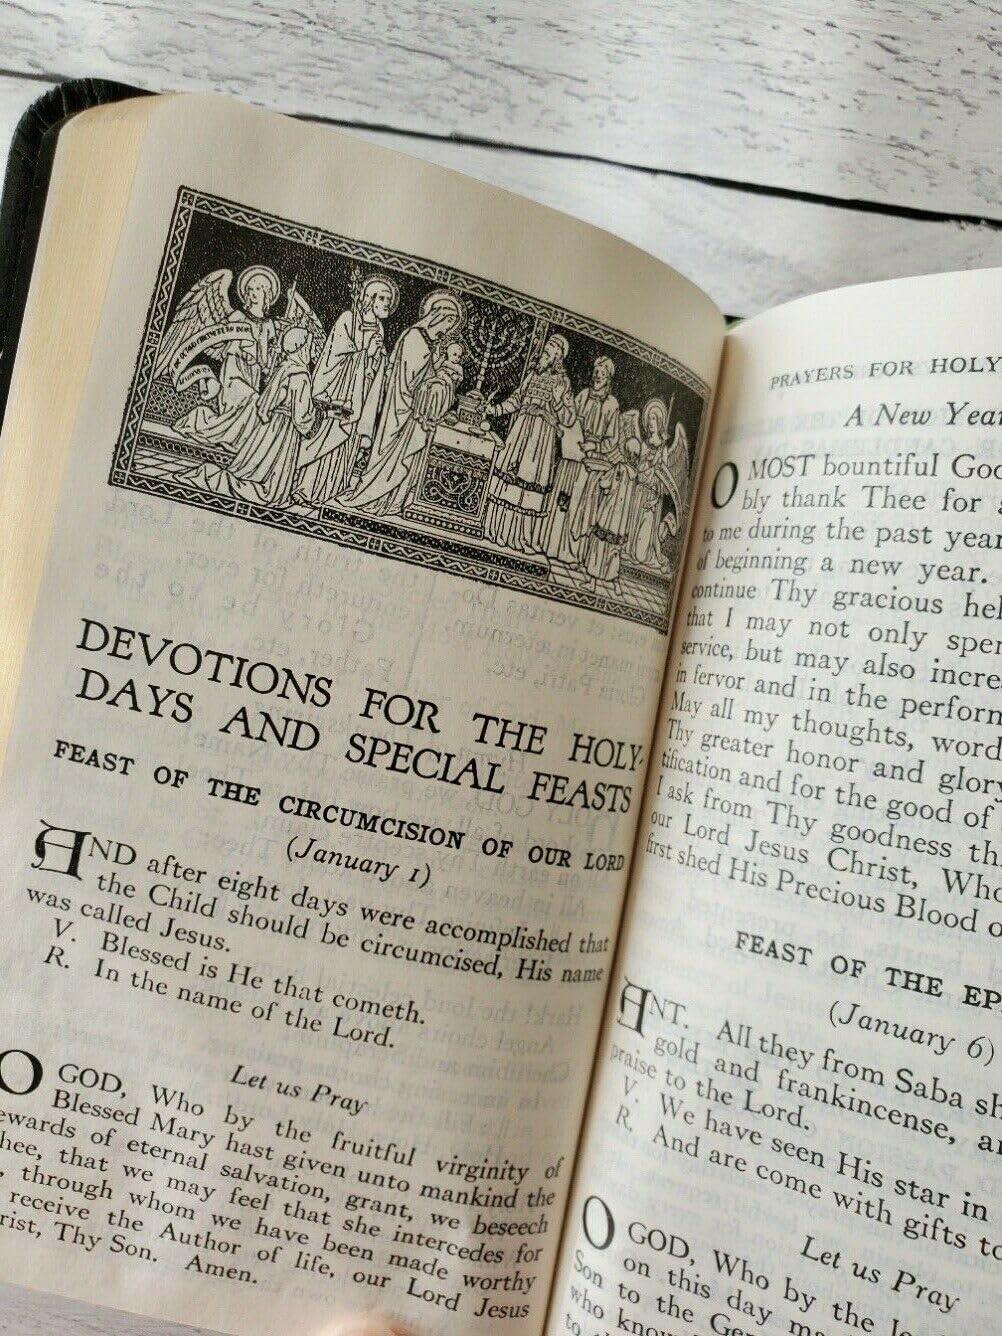 DEVOTIONS FOR THE HOLY-
DAYS AND SPECIAL FEASTS
FEAST OF THE CIRCUMCISION OF OUR LORD
(January 1)
AND after eight days were accomplished that
the Child should be circumcised, His name
was called Jesus.
V. Blessed is He that cometh.
R. In the name of the Lord.
Let us Pray
O GOD, Who by the fruitful virginity of
Blessed Mary hast given unto mankind the
ewards of eternal salvation, grant, we beseech
hee, that we may feel that she intercedes for
, through whom we have been made worthy
receive the Author of life, our Lord Jesus
rist, Thy Son. Amen.
PRAYERS FOR HOLY
A New Year
O MOST bountiful God
bly thank Thee for
to me during the past year
of beginning a new year.
continue Thy gracious hel
that I may not only spen
service, but may also incre
in fervor and in the perform
May all my thoughts, word
Thy greater honor and glory
tification and for the good of
I ask from Thy goodness th
our Lord Jesus Christ, Who
first shed His Precious Blood o
FEAST OF THE EP
(January 6)
ANT. All they from Saba sh
gold and frankincense, a
praise to the Lord.
V. We have seen His star in
R. And are come with gifts to
Let us Pray
O GOD, Who by the
on this day ma
Son to the Gen
who know